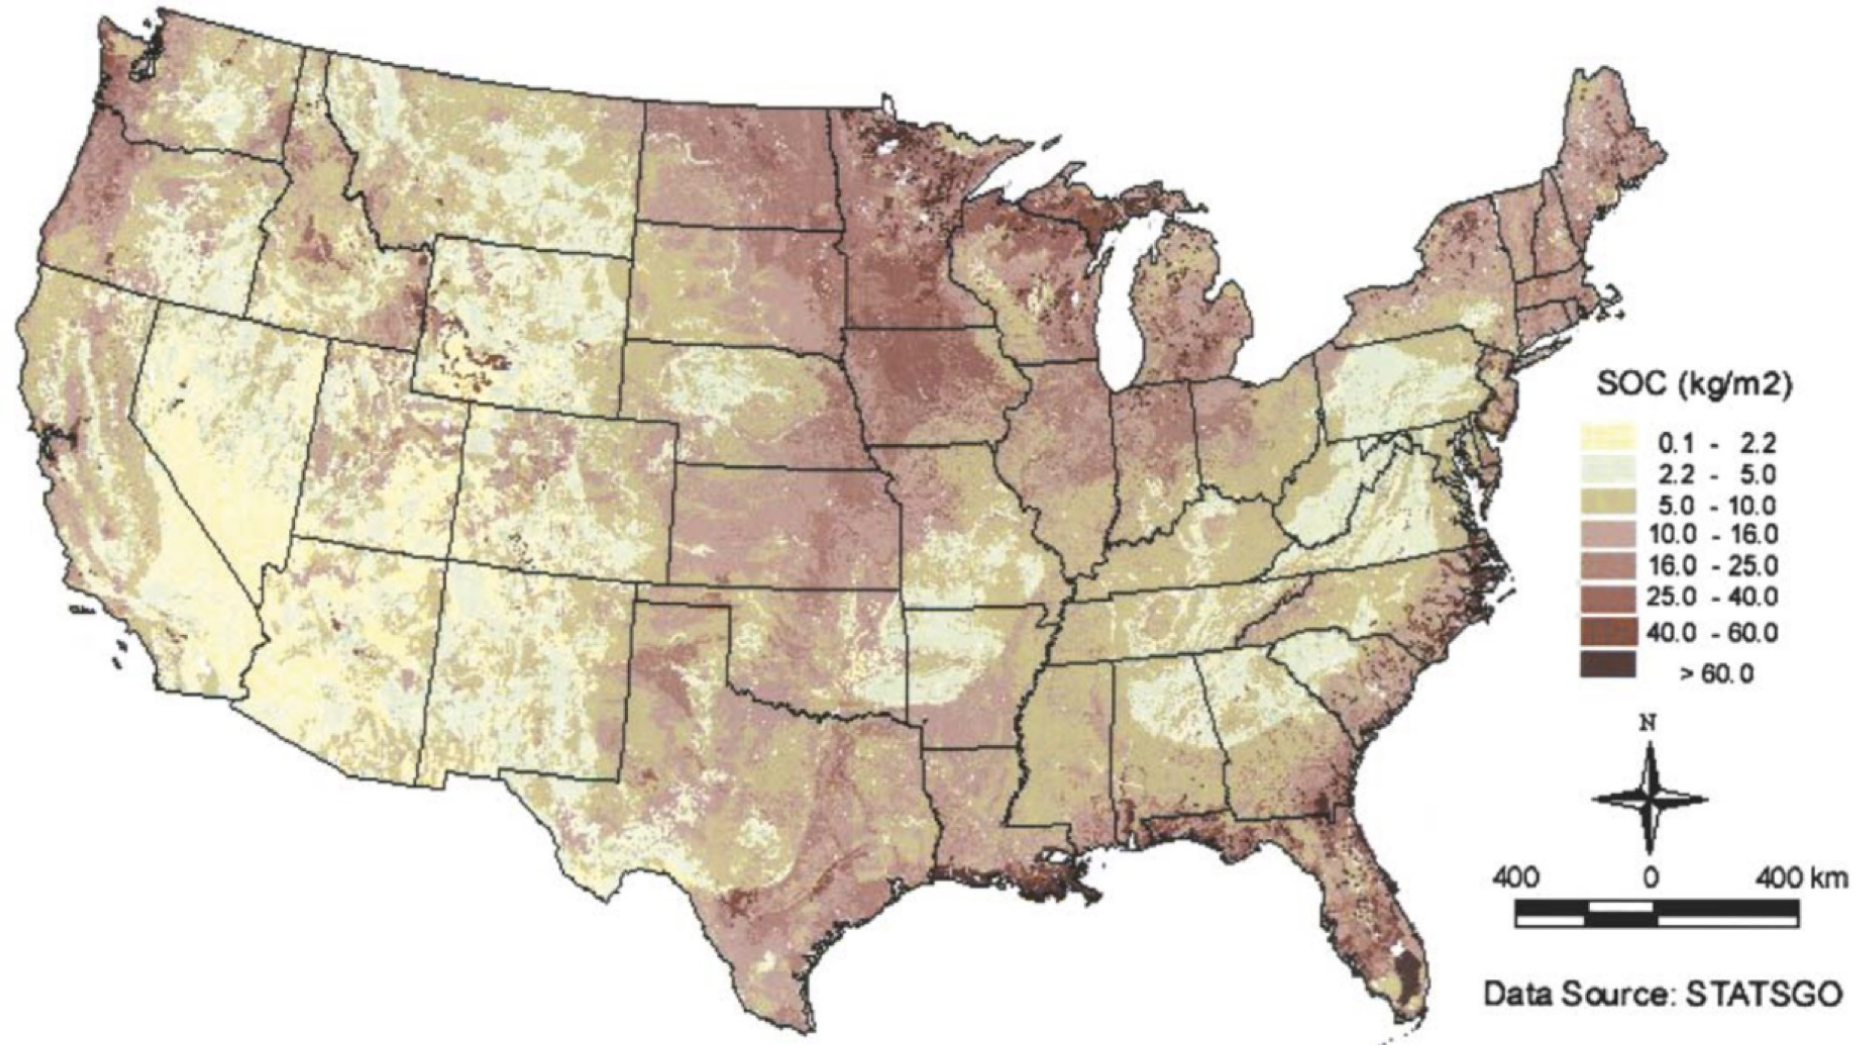 SOC (kg/m2)
0.1 - 2.2
2.2 - 5.0
5.0 - 10.0
10.0 - 16.0
16.0 - 25.0
25.0 - 40.0
40.0 - 60.0
> 60.0
N
400 0 400 km
Data Source: STATSGO